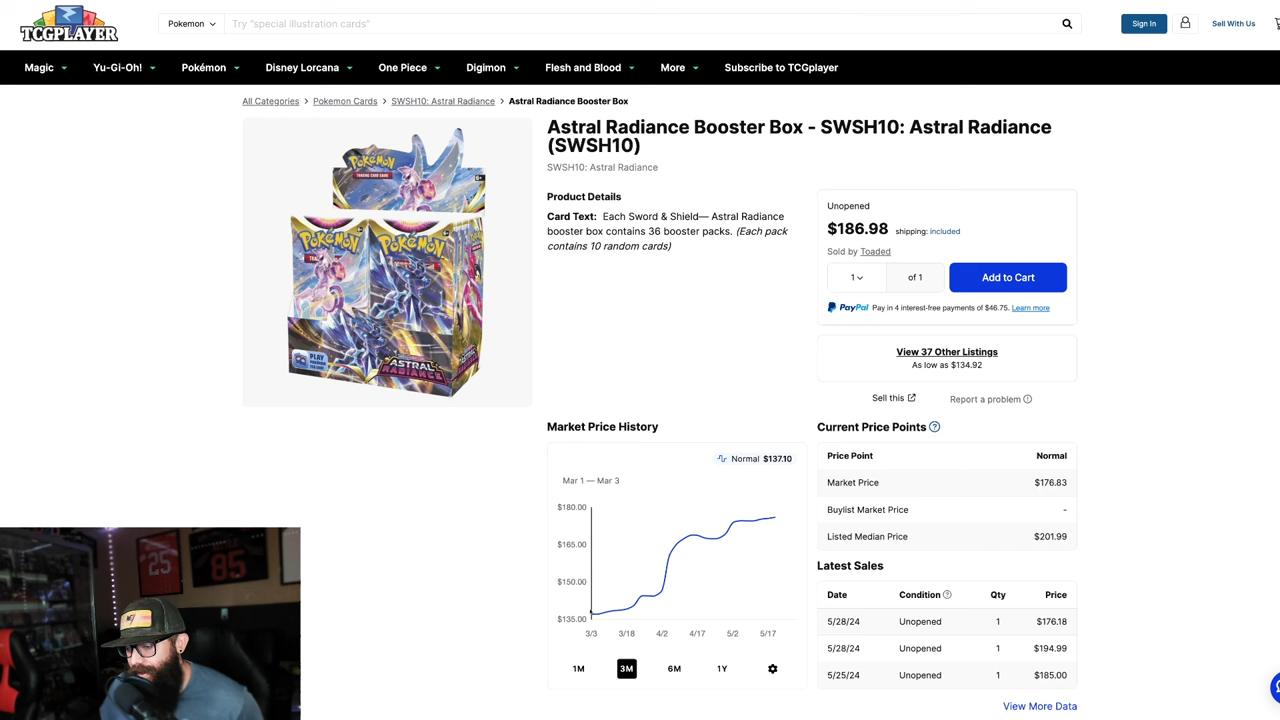 TCGPLAYER
Pokemon
Try "special illustration cards"
Sign In
Sell With Us
Magic
Yu-Gi-Oh!
Pokémon
Disney Lorcana
One Piece
Digimon
Flesh and Blood
More
Subscribe to TCGplayer
All Categories > Pokemon Cards > SWSH10: Astral Radiance > Astral Radiance Booster Box
Astral Radiance Booster Box - SWSH10: Astral Radiance
(SWSH10)
SWSH10: Astral Radiance
Product Details
Card Text: Each Sword & Shield— Astral Radiance
booster box contains 36 booster packs. (Each pack
contains 10 random cards)
Pokémon
Pokémon
Pokémon
PLAY
ASTRAL
RADIANCE
Unopened
$186.98 shipping: included
Sold by Toaded
1
of 1
Add to Cart
PayPal Pay in 4 interest-free payments of $46.75. Learn more
View 37 Other Listings
As low as $134.92
Sell this
Report a problem
Market Price History
Normal $137.10
Mar 1 — Mar 3
$180.00
$165.00
$150.00
$135.00
3/3 3/18 4/2 4/17 5/2 5/17
1M 3M 6M 1Y
Current Price Points
Price Point Normal
Market Price $176.83
Buylist Market Price -
Listed Median Price $201.99
Latest Sales
Date Condition Qty Price
5/28/24 Unopened 1 $176.18
5/28/24 Unopened 1 $194.99
5/25/24 Unopened 1 $185.00
View More Data
25
85